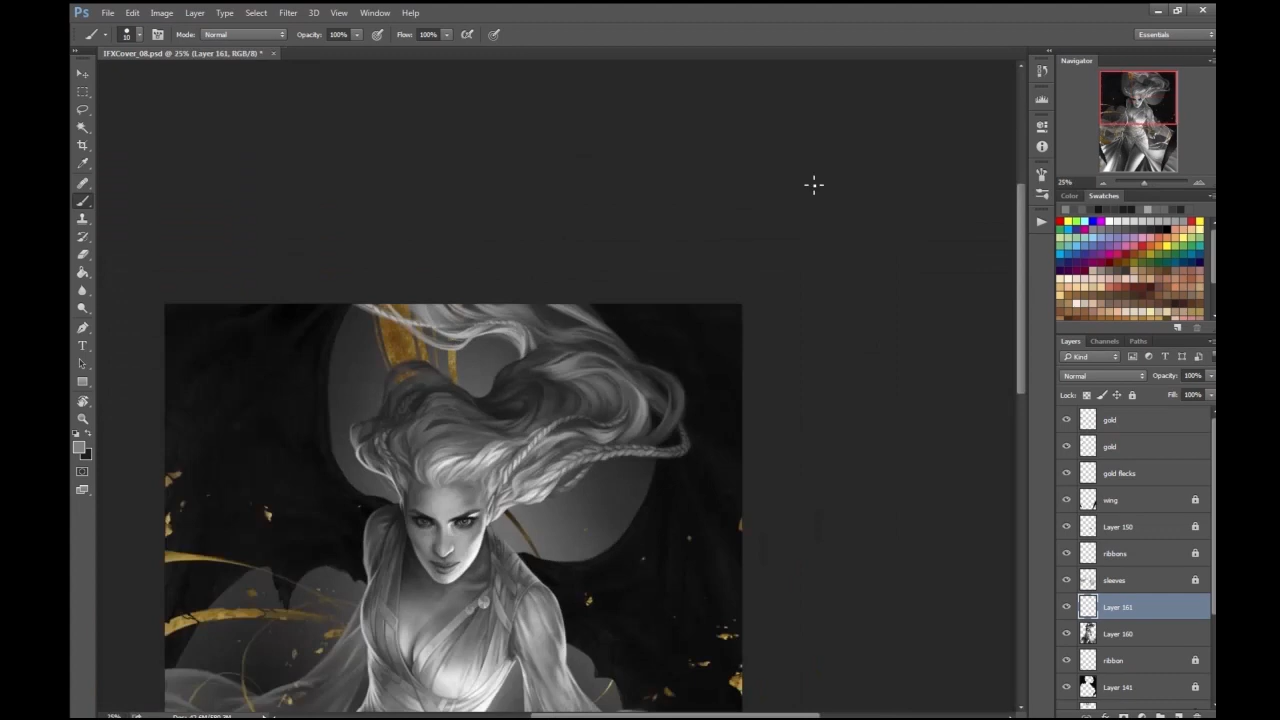 Ps File Edit Image Layer Type Select Filter 3D View Window Help
10 Mode: Normal Opacity: 100% Flow: 100% Essentials
IFXCover_08.psd @ 25% (Layer 161, RGB/8) * ×
Navigator
25%
Color Swatches
Layers Channels Paths
Kind
Normal Opacity: 100%
Lock: Fill: 100%
gold
gold
gold flecks
wing
Layer 150
ribbons
sleeves
Layer 161
Layer 160
ribbon
Layer 141
25%